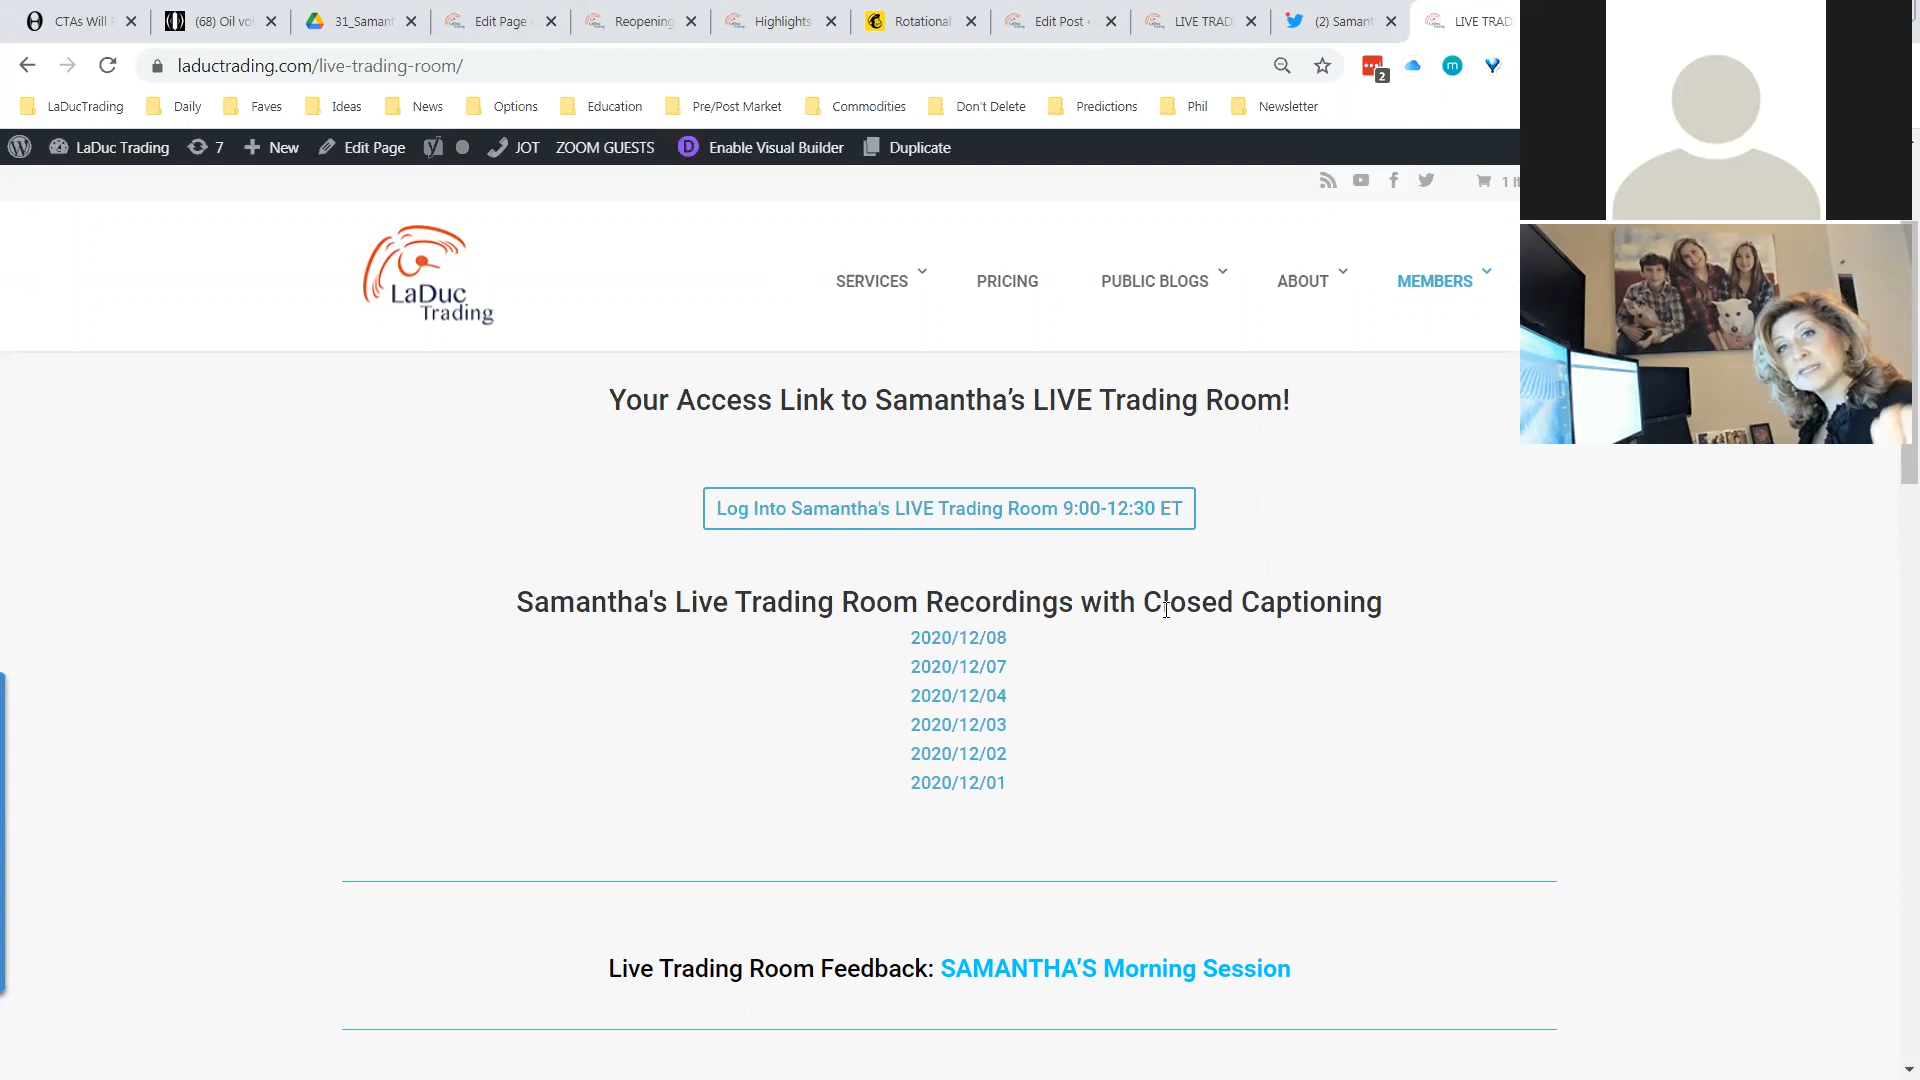 CTAs Will
(68) Oil vo
31_Samant
Edit Page
Reopening
Highlights
Rotational
Edit Post
LIVE TRAD
(2) Samant
LIVE TRAD
laductrading.com/live-trading-room/
2
m
LaDucTrading
Daily
Faves
Ideas
News
Options
Education
Pre/Post Market
Commodities
Don't Delete
Predictions
Phil
Newsletter
LaDuc Trading
7
New
Edit Page
JOT
ZOOM GUESTS
D
Enable Visual Builder
Duplicate
1 It
LaDuc
Trading
SERVICES
PRICING
PUBLIC BLOGS
ABOUT
MEMBERS
Your Access Link to Samantha’s LIVE Trading Room!
Log Into Samantha's LIVE Trading Room 9:00-12:30 ET
Samantha's Live Trading Room Recordings with Closed Captioning
2020/12/08
2020/12/07
2020/12/04
2020/12/03
2020/12/02
2020/12/01
Live Trading Room Feedback: SAMANTHA’S Morning Session